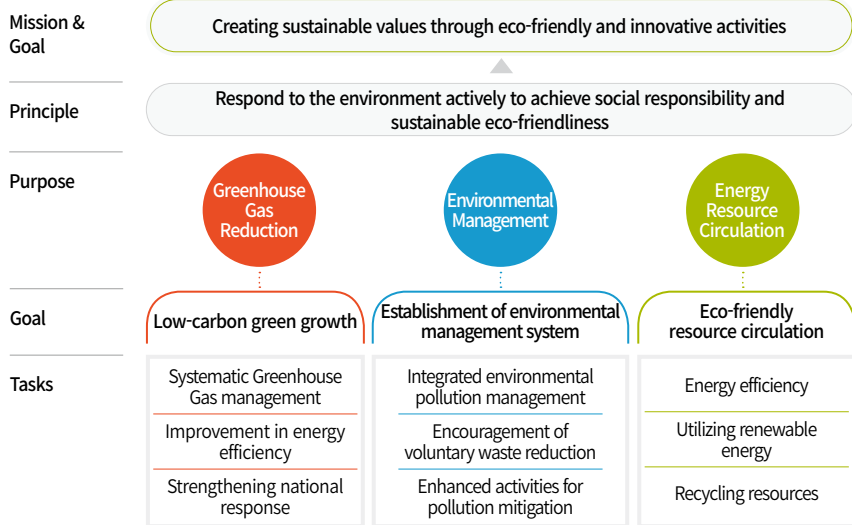 Mission &
Goal
Creating sustainable values through eco-friendly and innovative activities
Principle
Respond to the environment actively to achieve social responsibility and
sustainable eco-friendliness
Purpose
Greenhouse
Gas
Reduction
Environmental
Management
Energy
Resource
Circulation
Goal
Low-carbon green growth
Establishment of environmental
management system
Eco-friendly
resource circulation
Tasks
Systematic Greenhouse
Gas management
Improvement in energy
efficiency
Strengthening national
response
Integrated environmental
pollution management
Encouragement of
voluntary waste reduction
Enhanced activities for
pollution mitigation
Energy efficiency
Utilizing renewable
energy
Recycling resources